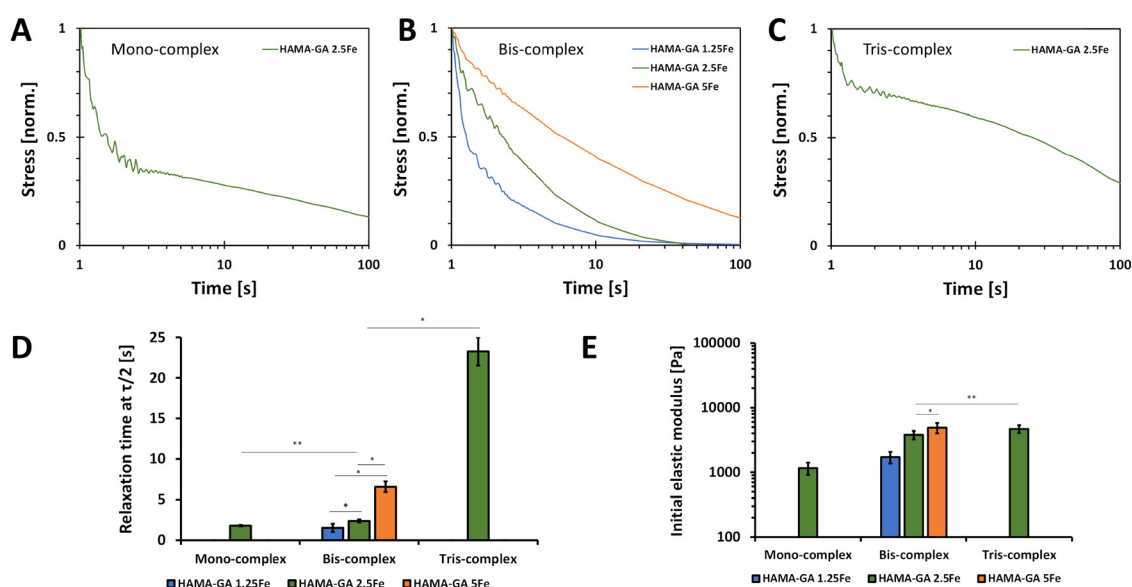 A
Mono-complex
HAMA-GA 2.5Fe
Stress [norm.]
1
0.5
0
1
10
100
Time [s]
B
Bis-complex
HAMA-GA 1.25Fe
HAMA-GA 2.5Fe
HAMA-GA 5Fe
Stress [norm.]
1
0.5
0
1
10
100
Time [s]
C
Tris-complex
HAMA-GA 2.5Fe
Stress [norm.]
1
0.5
0
1
10
100
Time [s]
D
Relaxation time at τ/2 [s]
25
20
15
10
5
0
*
**
*
*
*
Mono-complex
Bis-complex
Tris-complex
HAMA-GA 1.25Fe
HAMA-GA 2.5Fe
HAMA-GA 5Fe
E
Initial elastic modulus [Pa]
100000
10000
1000
100
**
*
Mono-complex
Bis-complex
Tris-complex
HAMA-GA 1.25Fe
HAMA-GA 2.5Fe
HAMA-GA 5Fe